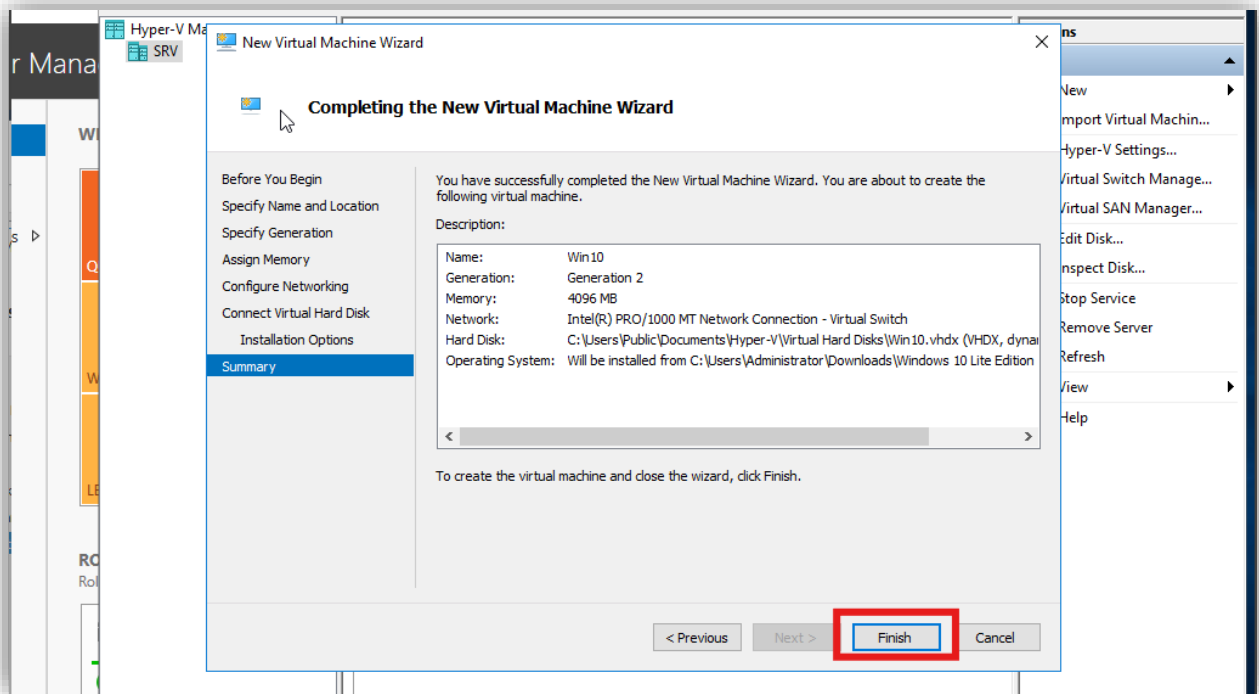 Hyper-V Ma
SRV
r Mana
New Virtual Machine Wizard
Completing the New Virtual Machine Wizard
Before You Begin
Specify Name and Location
Specify Generation
Assign Memory
Configure Networking
Connect Virtual Hard Disk
Installation Options
Summary
You have successfully completed the New Virtual Machine Wizard. You are about to create the
following virtual machine.
Description:
Name: Win10
Generation: Generation 2
Memory: 4096 MB
Network: Intel(R) PRO/1000 MT Network Connection - Virtual Switch
Hard Disk: C:\Users\Public\Documents\Hyper-V\Virtual Hard Disks\Win10.vhdx (VHDX, dynai
Operating System: Will be installed from C:\Users\Administrator\Downloads\Windows 10 Lite Edition
To create the virtual machine and close the wizard, click Finish.
< Previous
Next >
Finish
Cancel
ns
New
mport Virtual Machin...
Hyper-V Settings...
Virtual Switch Manage...
Virtual SAN Manager...
Edit Disk...
nspect Disk...
Stop Service
Remove Server
Refresh
View
Help
WI
Q
W
LE
RO
Rol